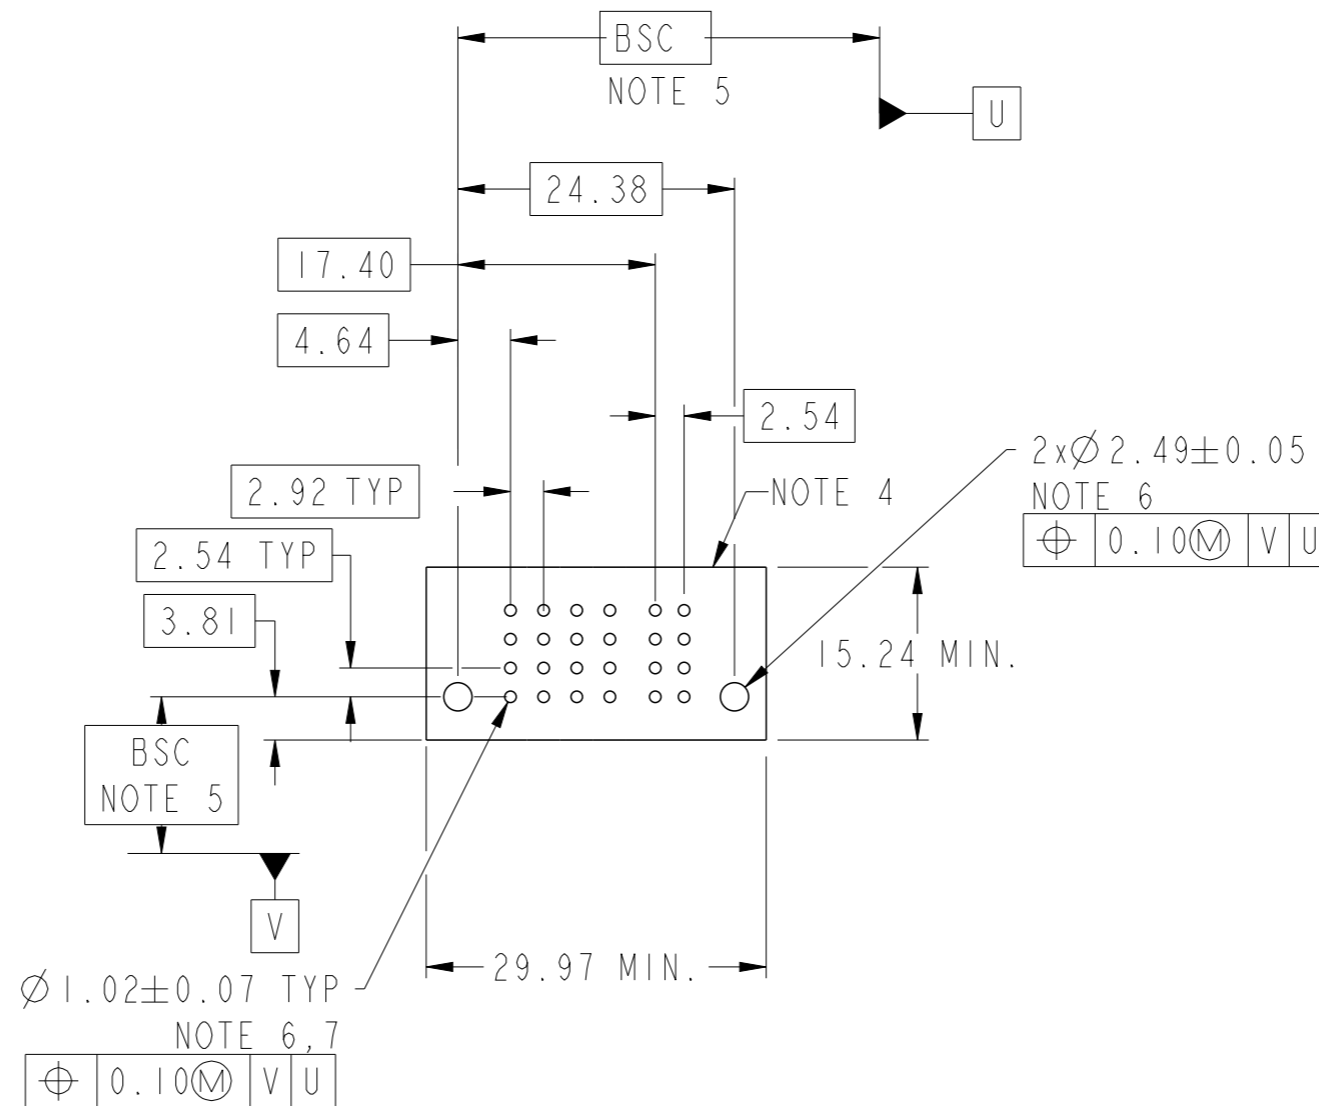 BSC
NOTE 5
U
24.38
17.40
4.64
2.54
2x⌀2.49±0.05
NOTE 6
⌖ 0.10Ⓜ V U
2.92 TYP
NOTE 4
2.54 TYP
3.81
15.24 MIN.
BSC
NOTE 5
V
29.97 MIN.
⌀1.02±0.07 TYP
NOTE 6,7
⌖ 0.10Ⓜ V U